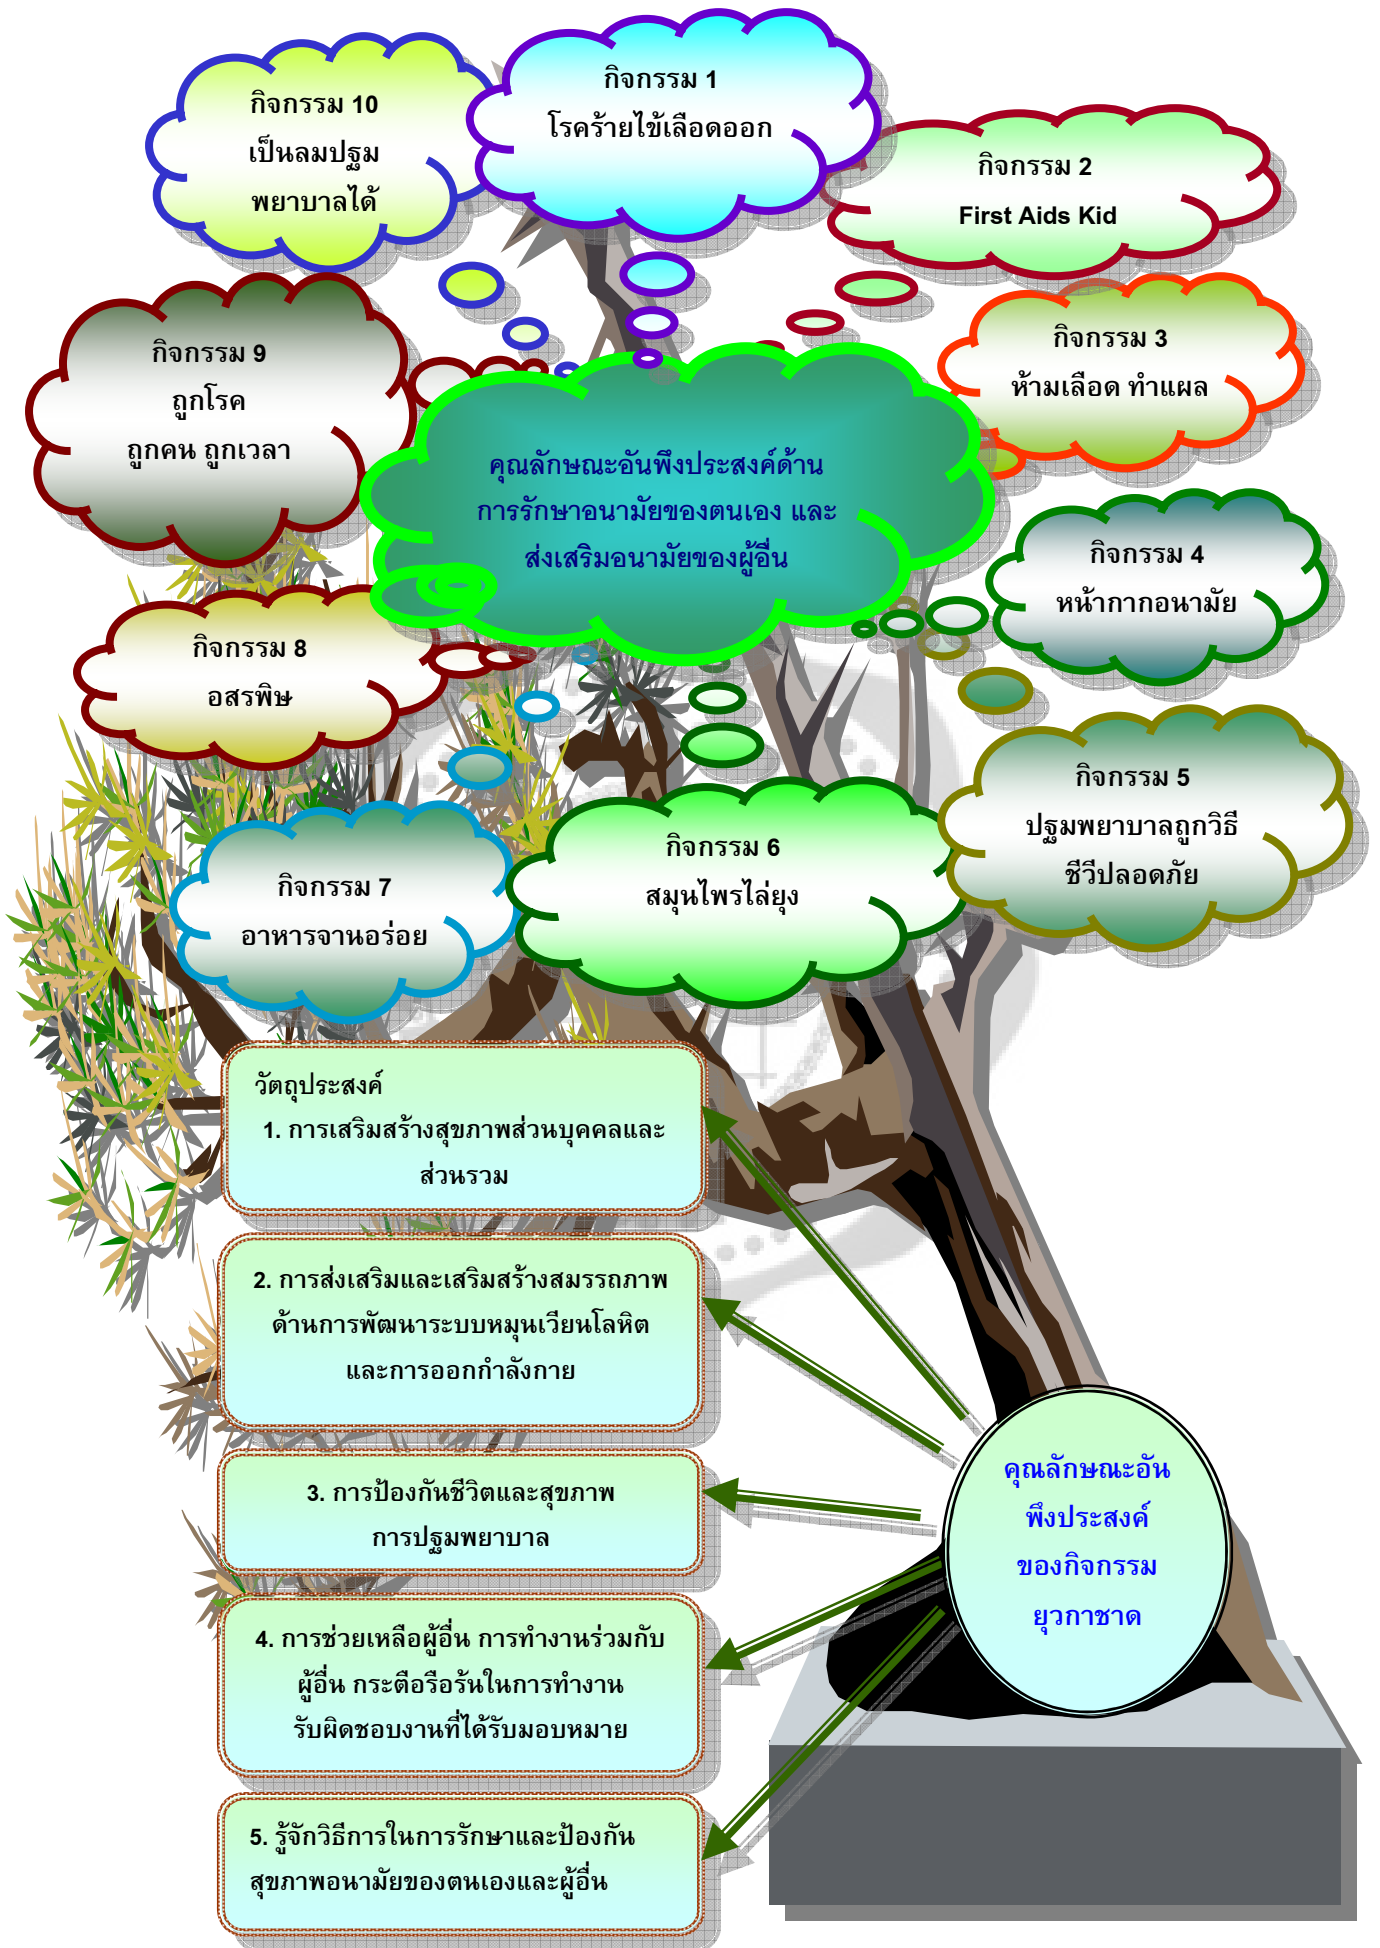 กิจกรรม 1
โรคร้ายไข้เลือดออก
กิจกรรม 2
First Aids Kid
กิจกรรม 3
ห้ามเลือด ทำแผล
กิจกรรม 4
หน้ากากอนามัย
กิจกรรม 5
ปฐมพยาบาลถูกวิธี
ชีวีปลอดภัย
กิจกรรม 6
สมุนไพรไล่ยุง
กิจกรรม 7
อาหารจานอร่อย
กิจกรรม 8
อสรพิษ
กิจกรรม 9
ถูกโรค
ถูกคน ถูกเวลา
กิจกรรม 10
เป็นลมปฐม
พยาบาลได้
คุณลักษณะอันพึงประสงค์ด้าน
การรักษาอนามัยของตนเอง และ
ส่งเสริมอนามัยของผู้อื่น
วัตถุประสงค์
1. การเสริมสร้างสุขภาพส่วนบุคคลและ
ส่วนรวม
2. การส่งเสริมและเสริมสร้างสมรรถภาพ
ด้านการพัฒนาระบบหมุนเวียนโลหิต
และการออกกำลังกาย
3. การป้องกันชีวิตและสุขภาพ
การปฐมพยาบาล
4. การช่วยเหลือผู้อื่น การทำงานร่วมกับ
ผู้อื่น กระตือรือร้นในการทำงาน
รับผิดชอบงานที่ได้รับมอบหมาย
5. รู้จักวิธีการในการรักษาและป้องกัน
สุขภาพอนามัยของตนเองและผู้อื่น
คุณลักษณะอัน
พึงประสงค์
ของกิจกรรม
ยุวกาชาด